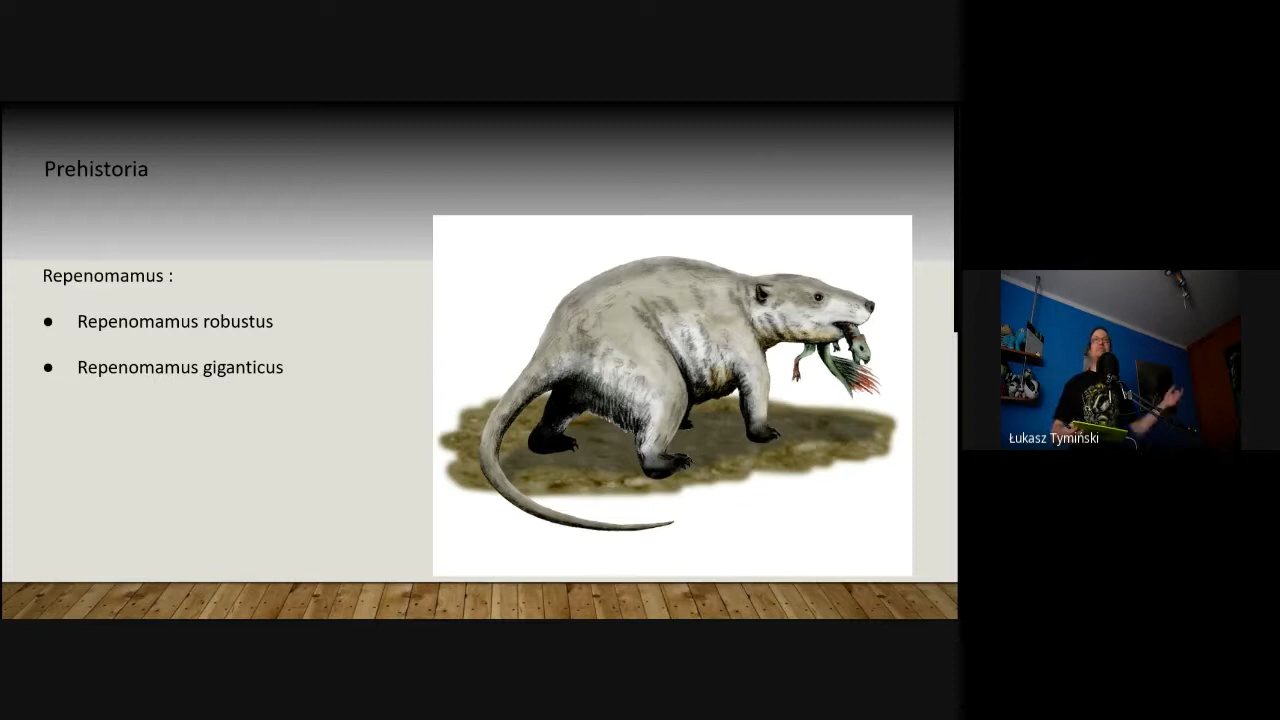 Prehistoria
Repenomamus :
● Repenomamus robustus
● Repenomamus giganticus
Łukasz Tymiński